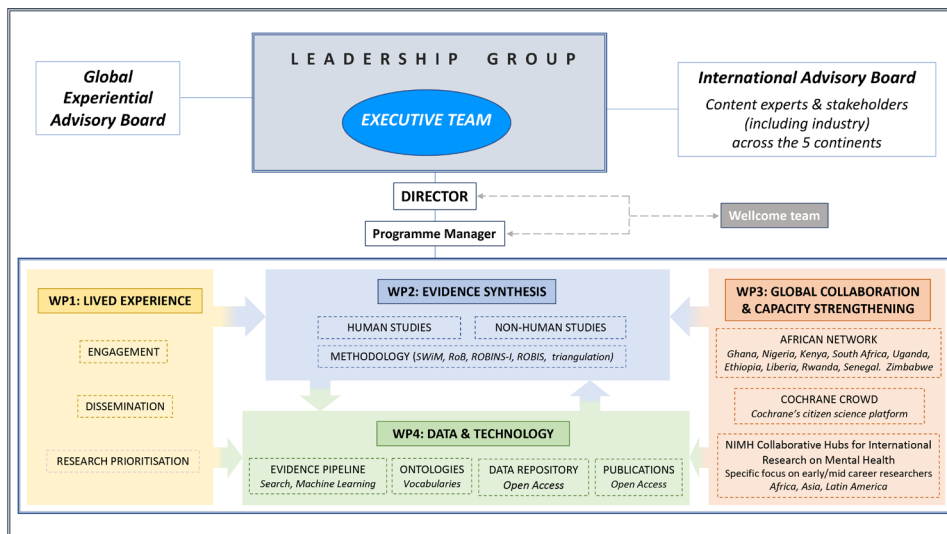 LEADERSHIP GROUP
EXECUTIVE TEAM
Global
Experiential
Advisory Board
International Advisory Board
Content experts & stakeholders
(including industry)
across the 5 continents
DIRECTOR
Programme Manager
Wellcome team
WP1: LIVED EXPERIENCE
ENGAGEMENT
DISSEMINATION
RESEARCH PRIORITISATION
WP2: EVIDENCE SYNTHESIS
HUMAN STUDIES
NON-HUMAN STUDIES
METHODOLOGY (SWiM, RoB, ROBINS-I, ROBIS, triangulation)
WP4: DATA & TECHNOLOGY
EVIDENCE PIPELINE
Search, Machine Learning
ONTOLOGIES
Vocabularies
DATA REPOSITORY
Open Access
PUBLICATIONS
Open Access
WP3: GLOBAL COLLABORATION
& CAPACITY STRENGTHENING
AFRICAN NETWORK
Ghana, Nigeria, Kenya, South Africa, Uganda,
Ethiopia, Liberia, Rwanda, Senegal. Zimbabwe
COCHRANE CROWD
Cochrane's citizen science platform
NIMH Collaborative Hubs for International
Research on Mental Health
Specific focus on early/mid career researchers
Africa, Asia, Latin America